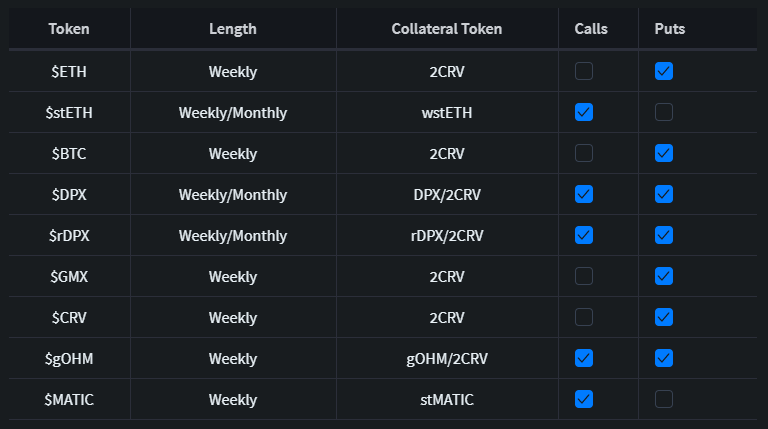 Token Length Collateral Token Calls Puts
$ETH Weekly 2CRV
$stETH Weekly/Monthly wstETH
$BTC Weekly 2CRV
$DPX Weekly/Monthly DPX/2CRV
$rDPX Weekly/Monthly rDPX/2CRV
$GMX Weekly 2CRV
$CRV Weekly 2CRV
$gOHM Weekly gOHM/2CRV
$MATIC Weekly stMATIC